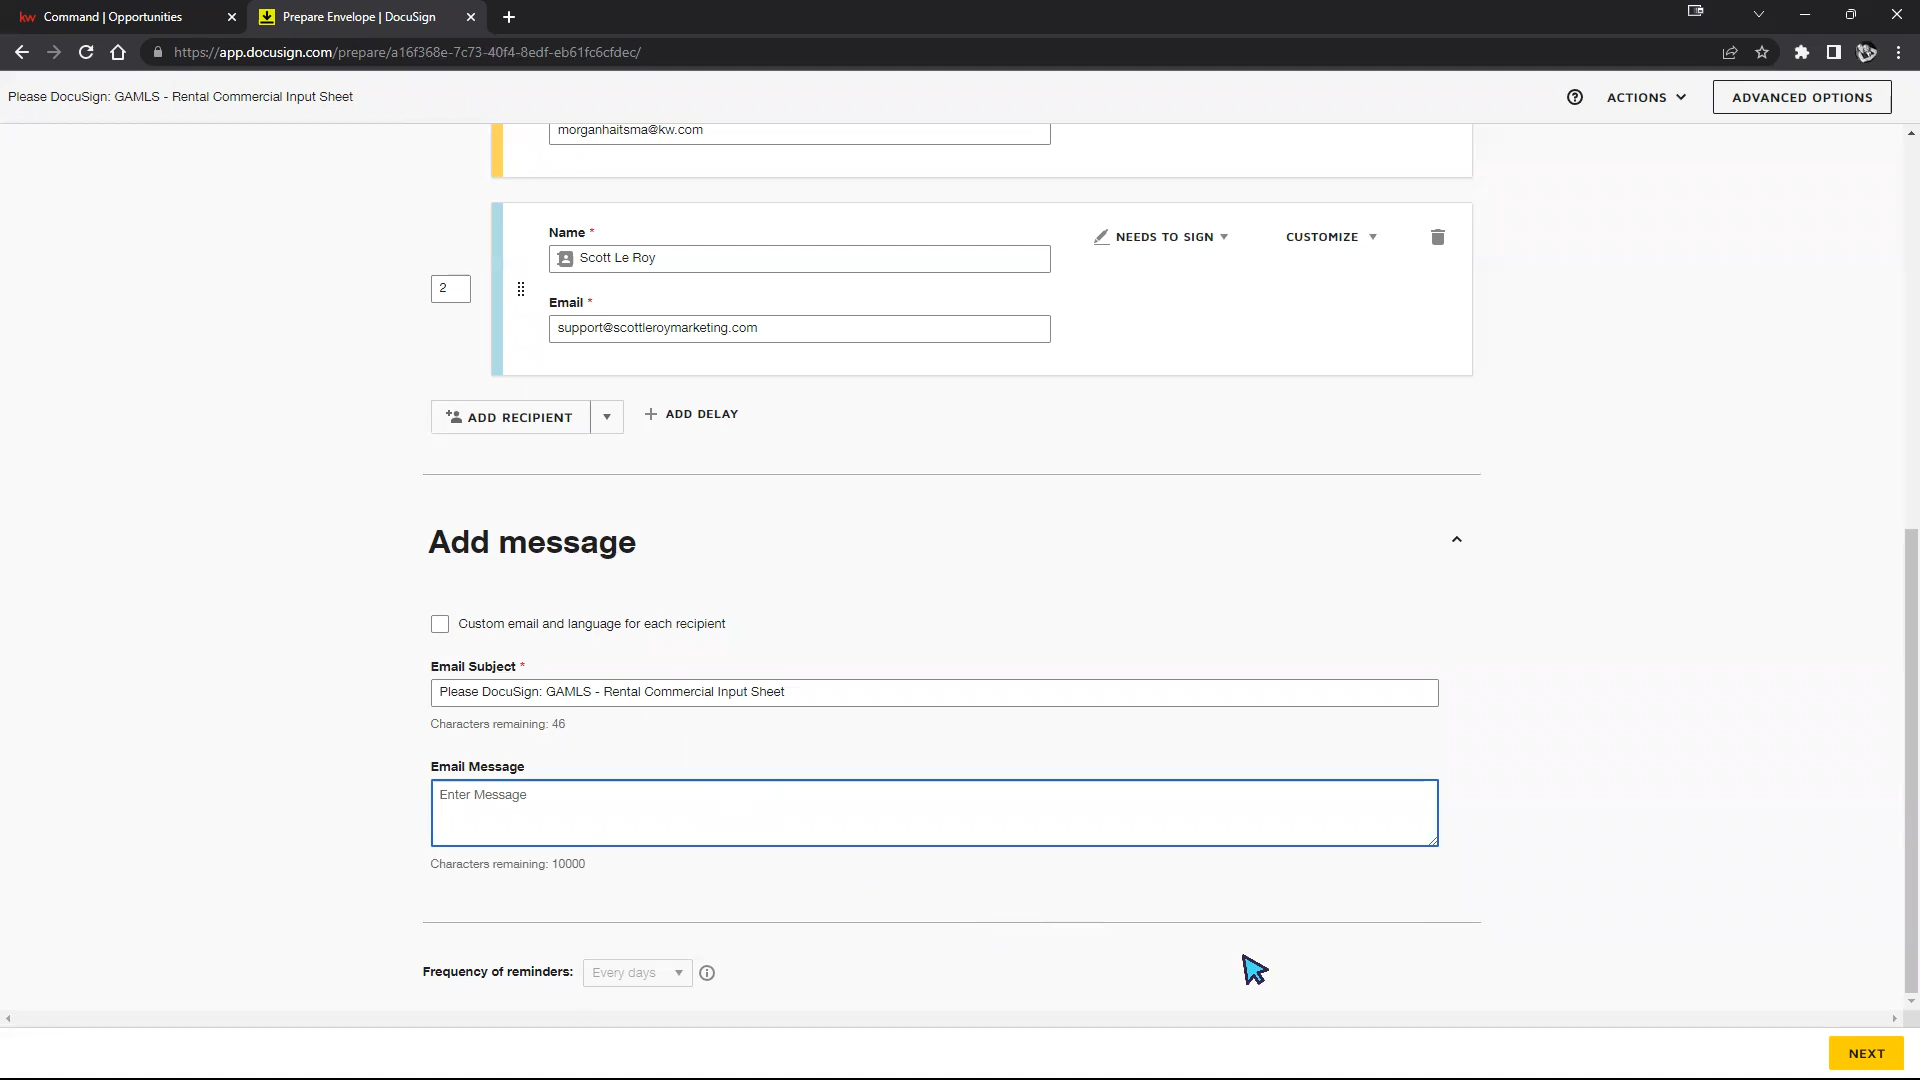 Command | Opportunities
Prepare Envelope | DocuSign
https://app.docusign.com/prepare/a16f368e-7c73-40f4-8edf-eb61fc6cfdec/
Please DocuSign: GAMLS - Rental Commercial Input Sheet
ACTIONS
ADVANCED OPTIONS
morganhaitsma@kw.com
Name *
NEEDS TO SIGN
CUSTOMIZE
Scott Le Roy
2
Email *
support@scottleroymarketing.com
ADD RECIPIENT
ADD DELAY
Add message
Custom email and language for each recipient
Email Subject *
Please DocuSign: GAMLS - Rental Commercial Input Sheet
Characters remaining: 46
Email Message
Enter Message
Characters remaining: 10000
Frequency of reminders:
Every days
NEXT